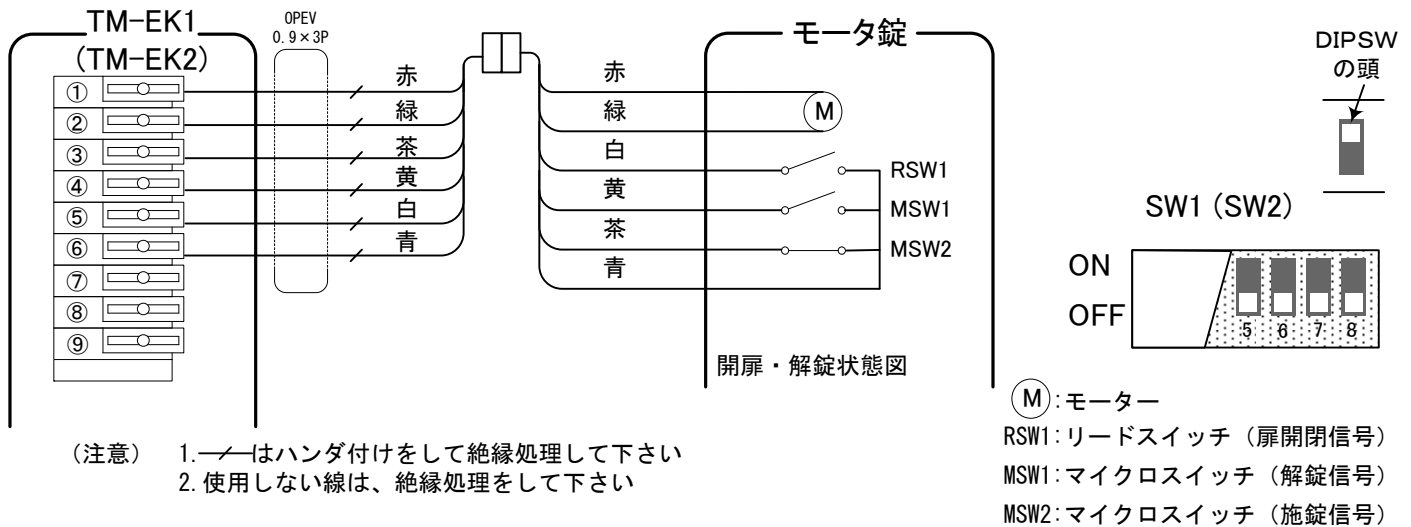 TM-EK1
(TM-EK2)
OPEV
0.9×3P
①
②
③
④
⑤
⑥
⑦
⑧
⑨
赤
緑
茶
黄
白
青
赤
緑
白
黄
茶
青
モータ錠
M
RSW1
MSW1
MSW2
開扉・解錠状態図
DIPSW
の頭
SW1(SW2)
ON
OFF
5 6 7 8
M:モーター
RSW1:リードスイッチ(扉開閉信号)
MSW1:マイクロスイッチ(解錠信号)
MSW2:マイクロスイッチ(施錠信号)
(注意) 1.はハンダ付けをして絶縁処理して下さい
2.使用しない線は、絶縁処理をして下さい